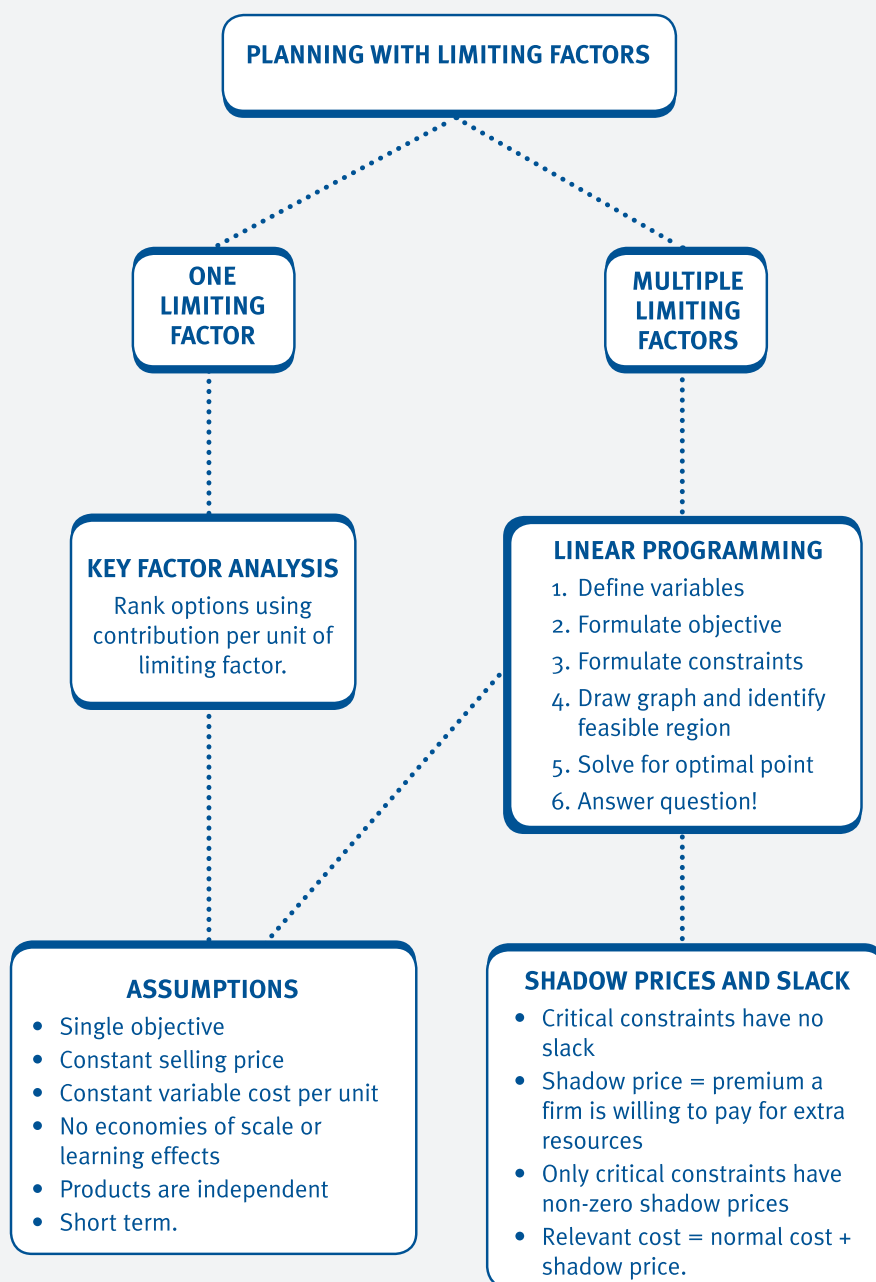 PLANNING WITH LIMITING FACTORS
ONE
LIMITING
FACTOR
MULTIPLE
LIMITING
FACTORS
KEY FACTOR ANALYSIS
Rank options using
contribution per unit of
limiting factor.
LINEAR PROGRAMMING
1. Define variables
2. Formulate objective
3. Formulate constraints
4. Draw graph and identify
feasible region
5. Solve for optimal point
6. Answer question!
ASSUMPTIONS
• Single objective
• Constant selling price
• Constant variable cost per unit
• No economies of scale or
learning effects
• Products are independent
• Short term.
SHADOW PRICES AND SLACK
• Critical constraints have no
slack
• Shadow price = premium a
firm is willing to pay for extra
resources
• Only critical constraints have
non-zero shadow prices
• Relevant cost = normal cost +
shadow price.